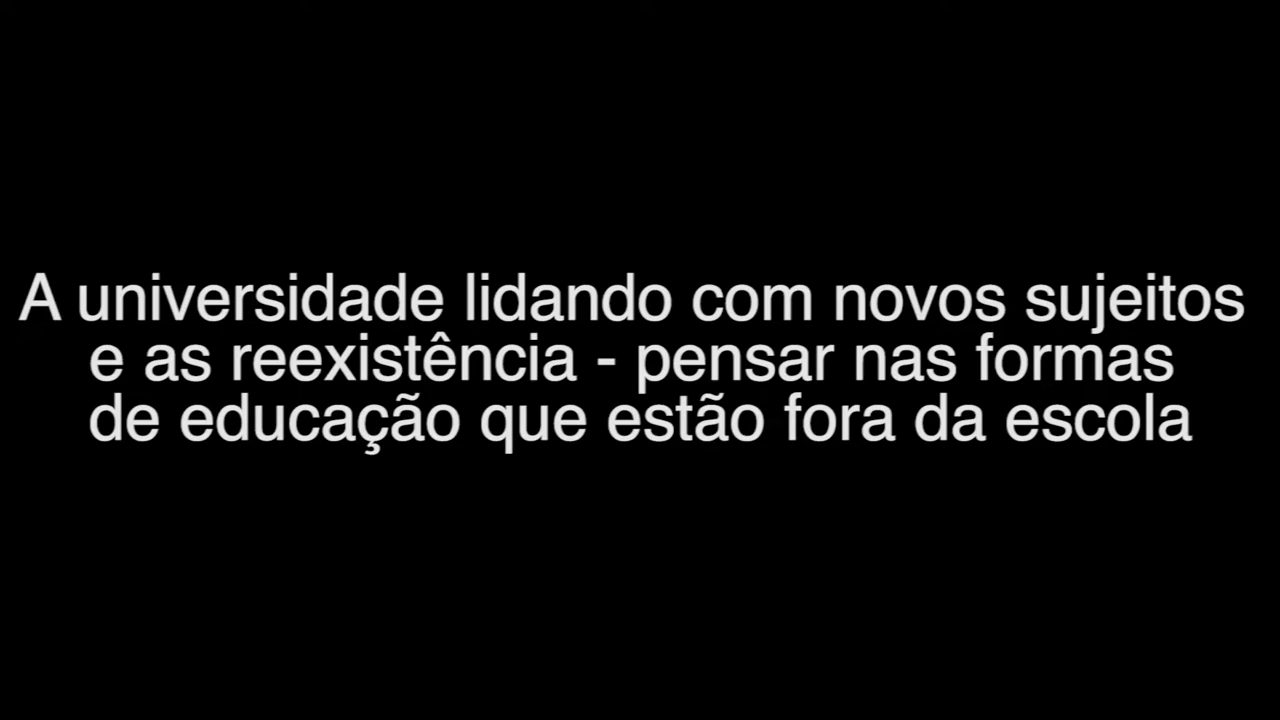 A universidade lidando com novos sujeitos
e as reexistência - pensar nas formas
de educação que estão fora da escola